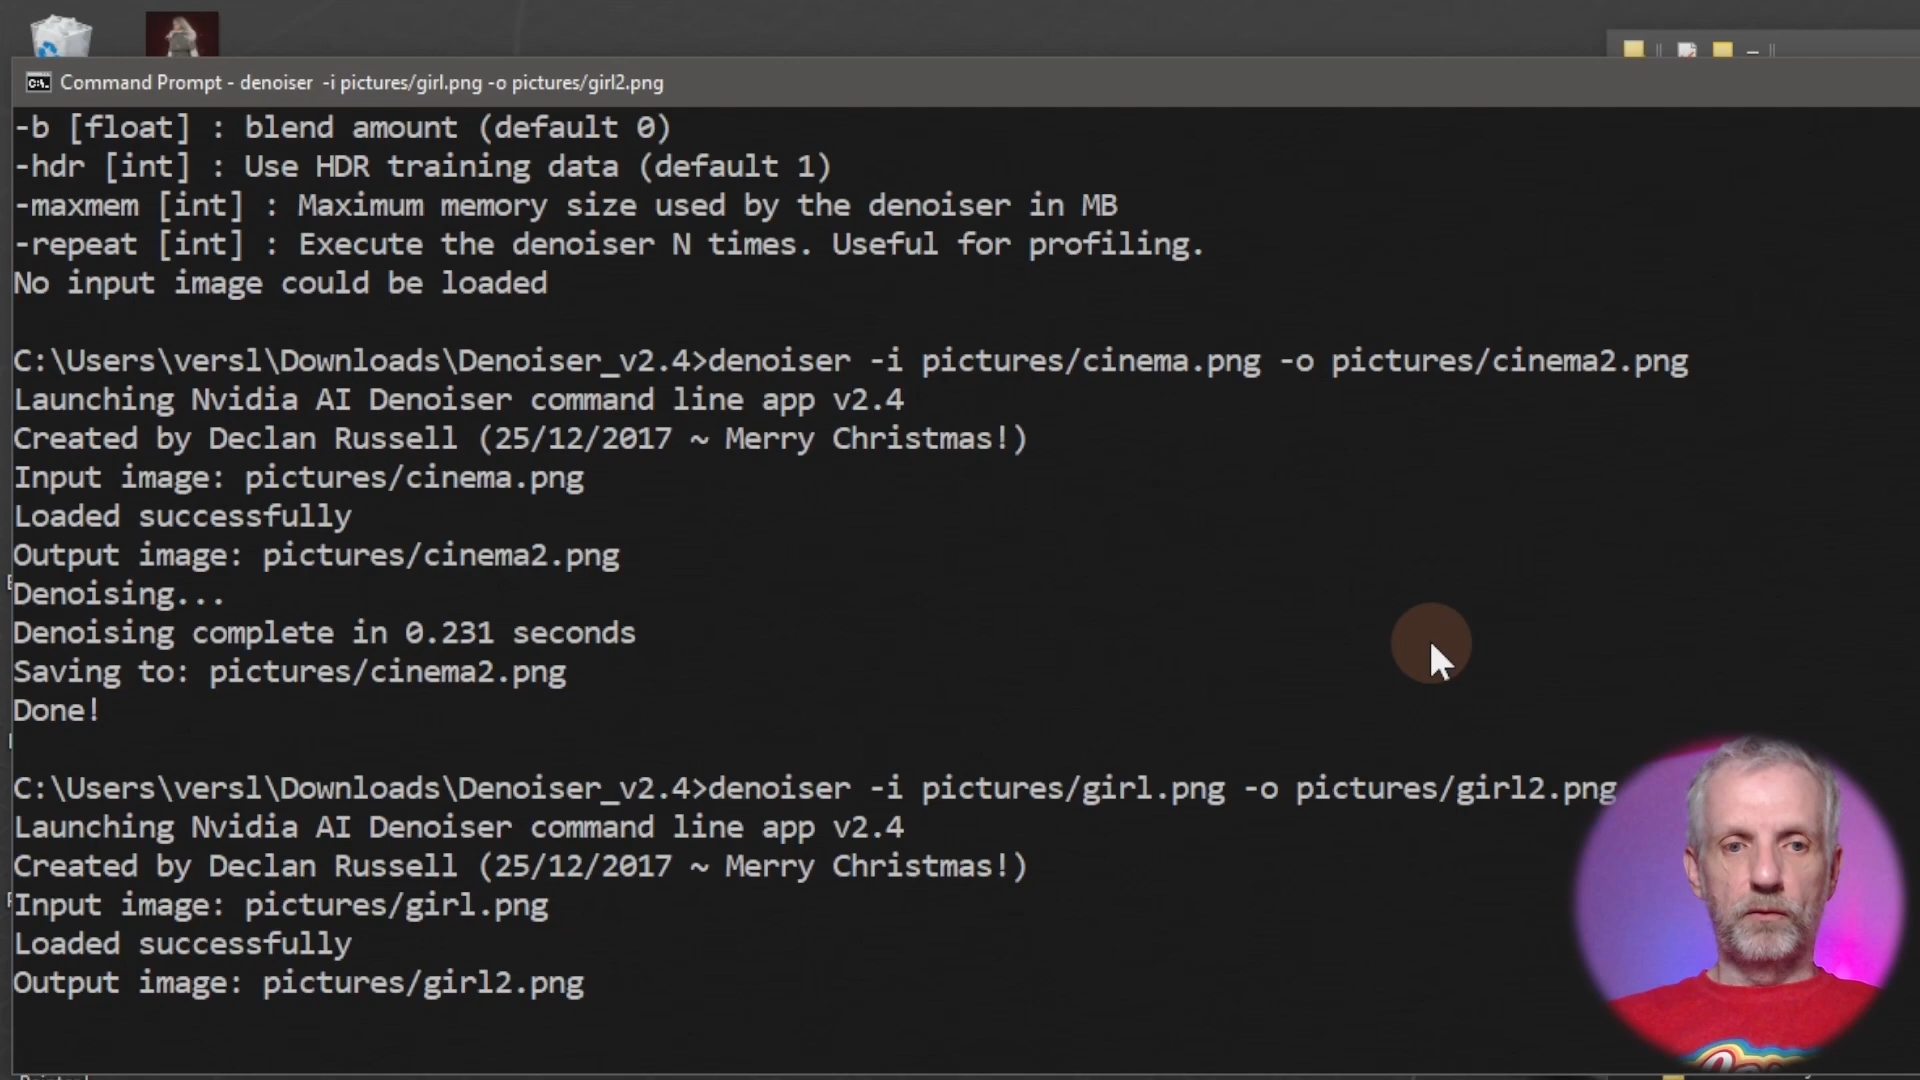 Command Prompt - denoiser  -i pictures/girl.png -o pictures/girl2.png
-b [float] : blend amount (default 0)
-hdr [int] : Use HDR training data (default 1)
-maxmem [int] : Maximum memory size used by the denoiser in MB
-repeat [int] : Execute the denoiser N times. Useful for profiling.
No input image could be loaded
C:\Users\versl\Downloads\Denoiser_v2.4>denoiser -i pictures/cinema.png -o pictures/cinema2.png
Launching Nvidia AI Denoiser command line app v2.4
Created by Declan Russell (25/12/2017 ~ Merry Christmas!)
Input image: pictures/cinema.png
Loaded successfully
Output image: pictures/cinema2.png
Denoising...
Denoising complete in 0.231 seconds
Saving to: pictures/cinema2.png
Done!
C:\Users\versl\Downloads\Denoiser_v2.4>denoiser -i pictures/girl.png -o pictures/girl2.png
Launching Nvidia AI Denoiser command line app v2.4
Created by Declan Russell (25/12/2017 ~ Merry Christmas!)
Input image: pictures/girl.png
Loaded successfully
Output image: pictures/girl2.png